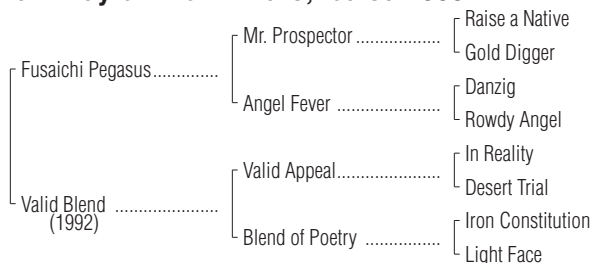 Raise a Native
Mr. Prospector ..................
Gold Digger
Fusaichi Pegasus..............
Danzig
Angel Fever ......................
Rowdy Angel
In Reality
Valid Appeal......................
Desert Trial
Valid Blend ......................
(1992)
Iron Constitution
Blend of Poetry ................
Light Face